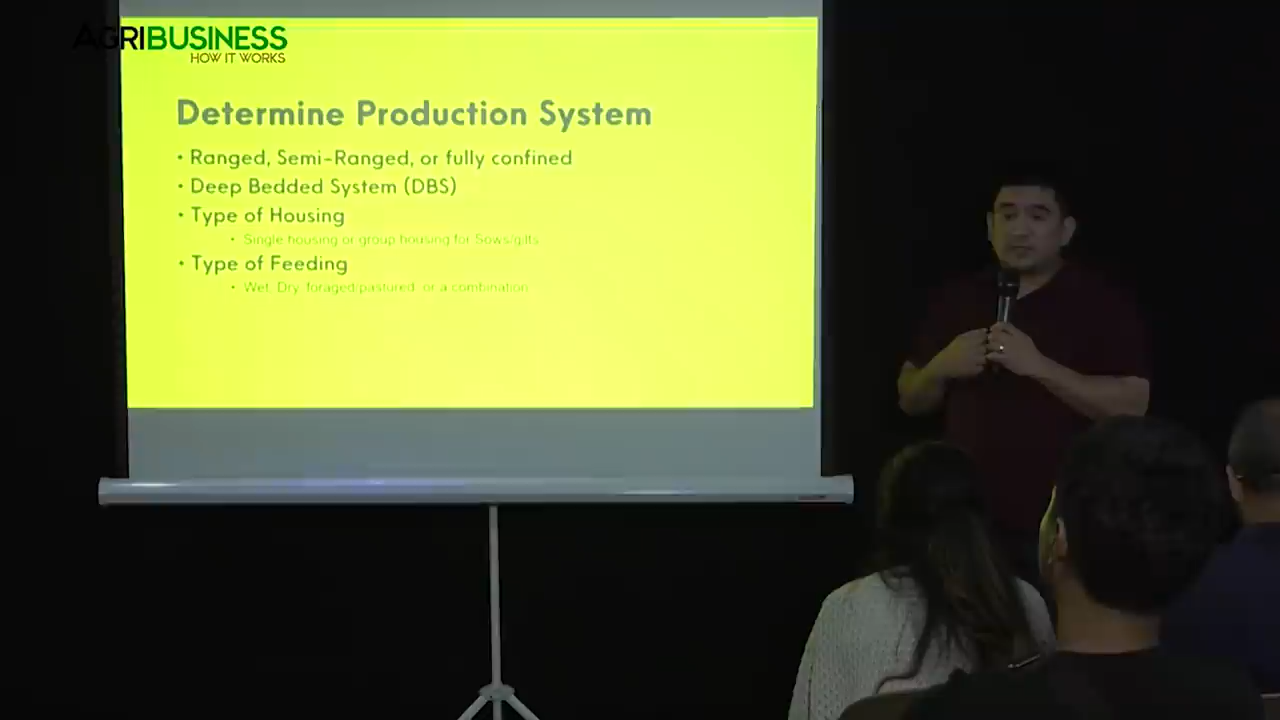 AGRIBUSINESS
HOW IT WORKS
Determine Production System
• Ranged, Semi-Ranged, or fully confined
• Deep Bedded System (DBS)
• Type of Housing
• Single housing or group housing for Sows/gilts
• Type of Feeding
• Wet, Dry, foraged/pastured, or a combination